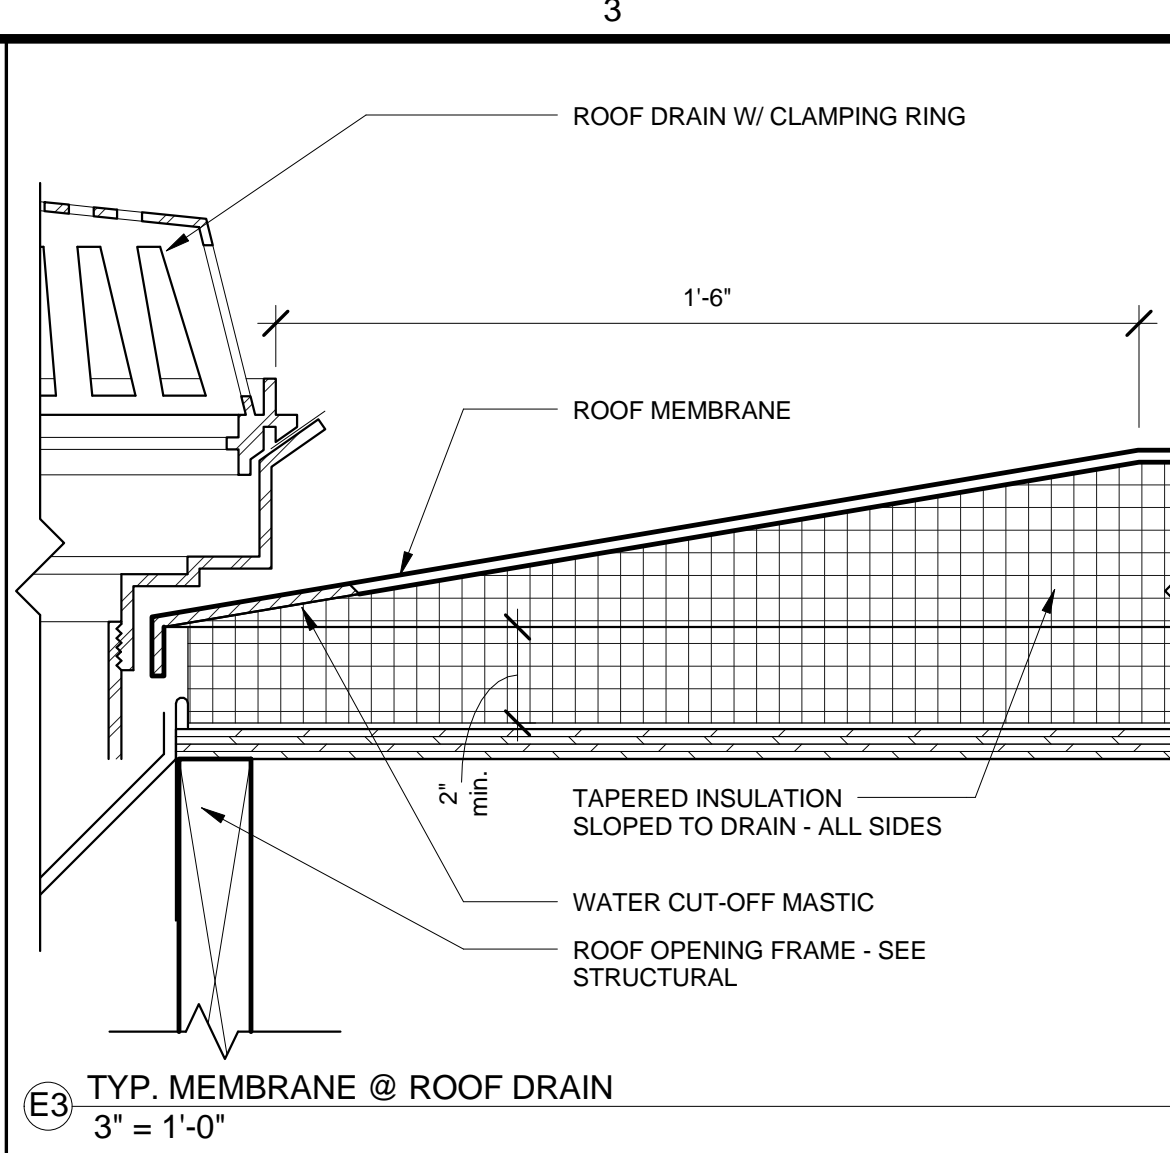 3
ROOF DRAIN W/ CLAMPING RING
1'-6"
ROOF MEMBRANE
2"
min.
TAPERED INSULATION
SLOPED TO DRAIN - ALL SIDES
WATER CUT-OFF MASTIC
ROOF OPENING FRAME - SEE
STRUCTURAL
E3
TYP. MEMBRANE @ ROOF DRAIN
3" = 1'-0"